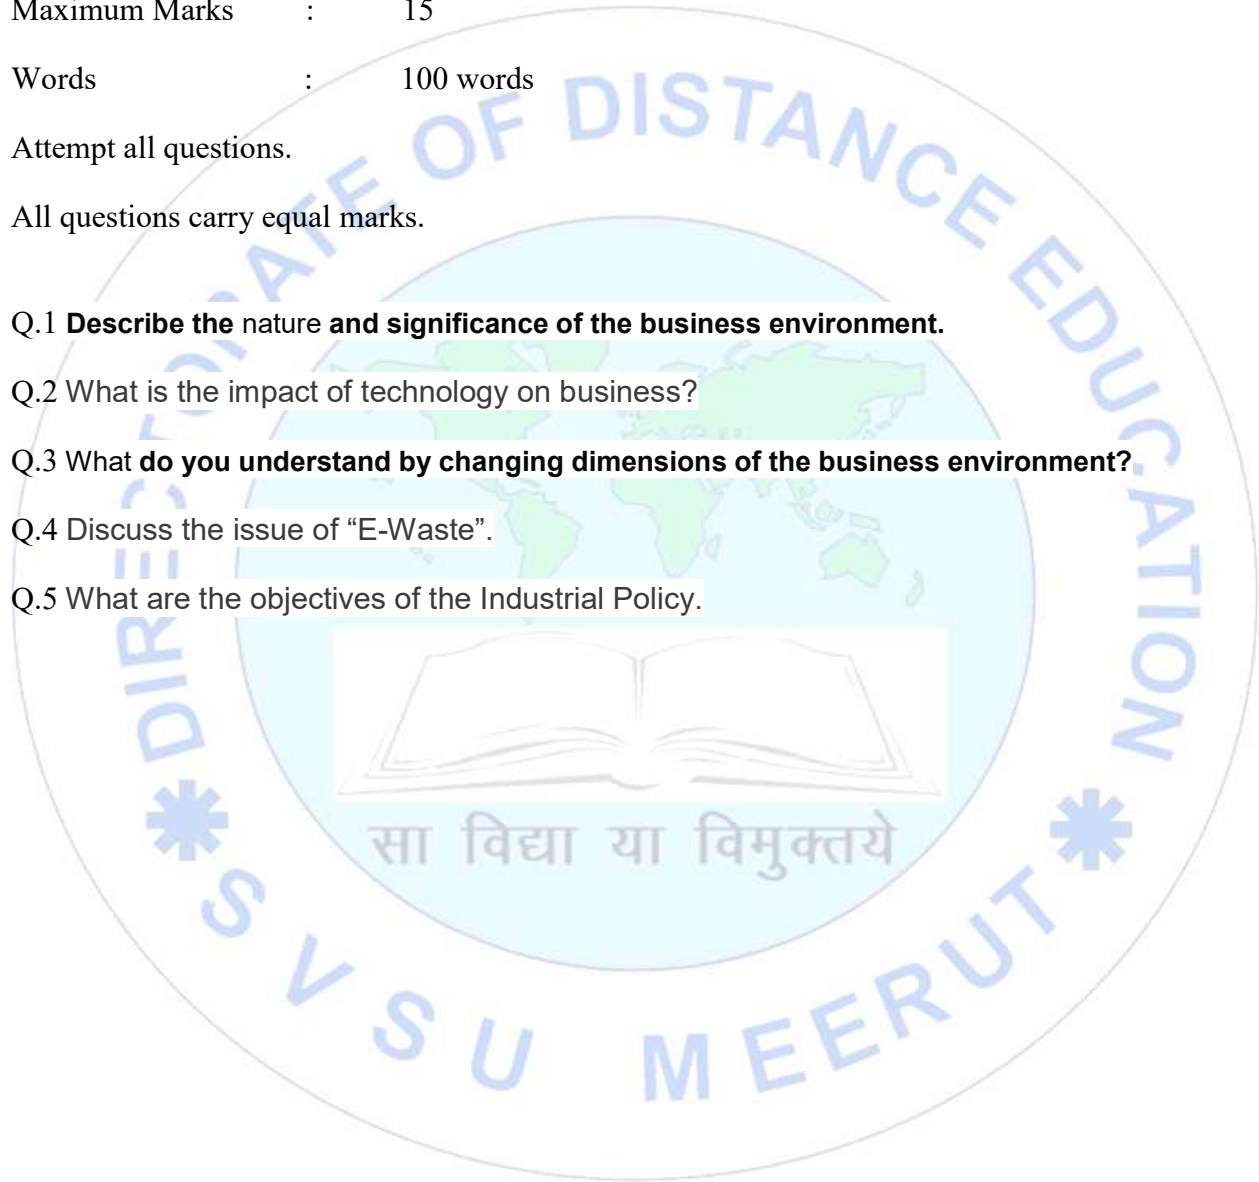 Maximum Marks : 15
Words : 100 words
Attempt all questions.
All questions carry equal marks.
Q.1 Describe the nature and significance of the business environment.
Q.2 What is the impact of technology on business?
Q.3 What do you understand by changing dimensions of the business environment?
Q.4 Discuss the issue of “E-Waste”.
Q.5 What are the objectives of the Industrial Policy.
DIRECTORATE OF DISTANCE EDUCATION
सा विद्या या विमुक्तये
SVSU MEERUT